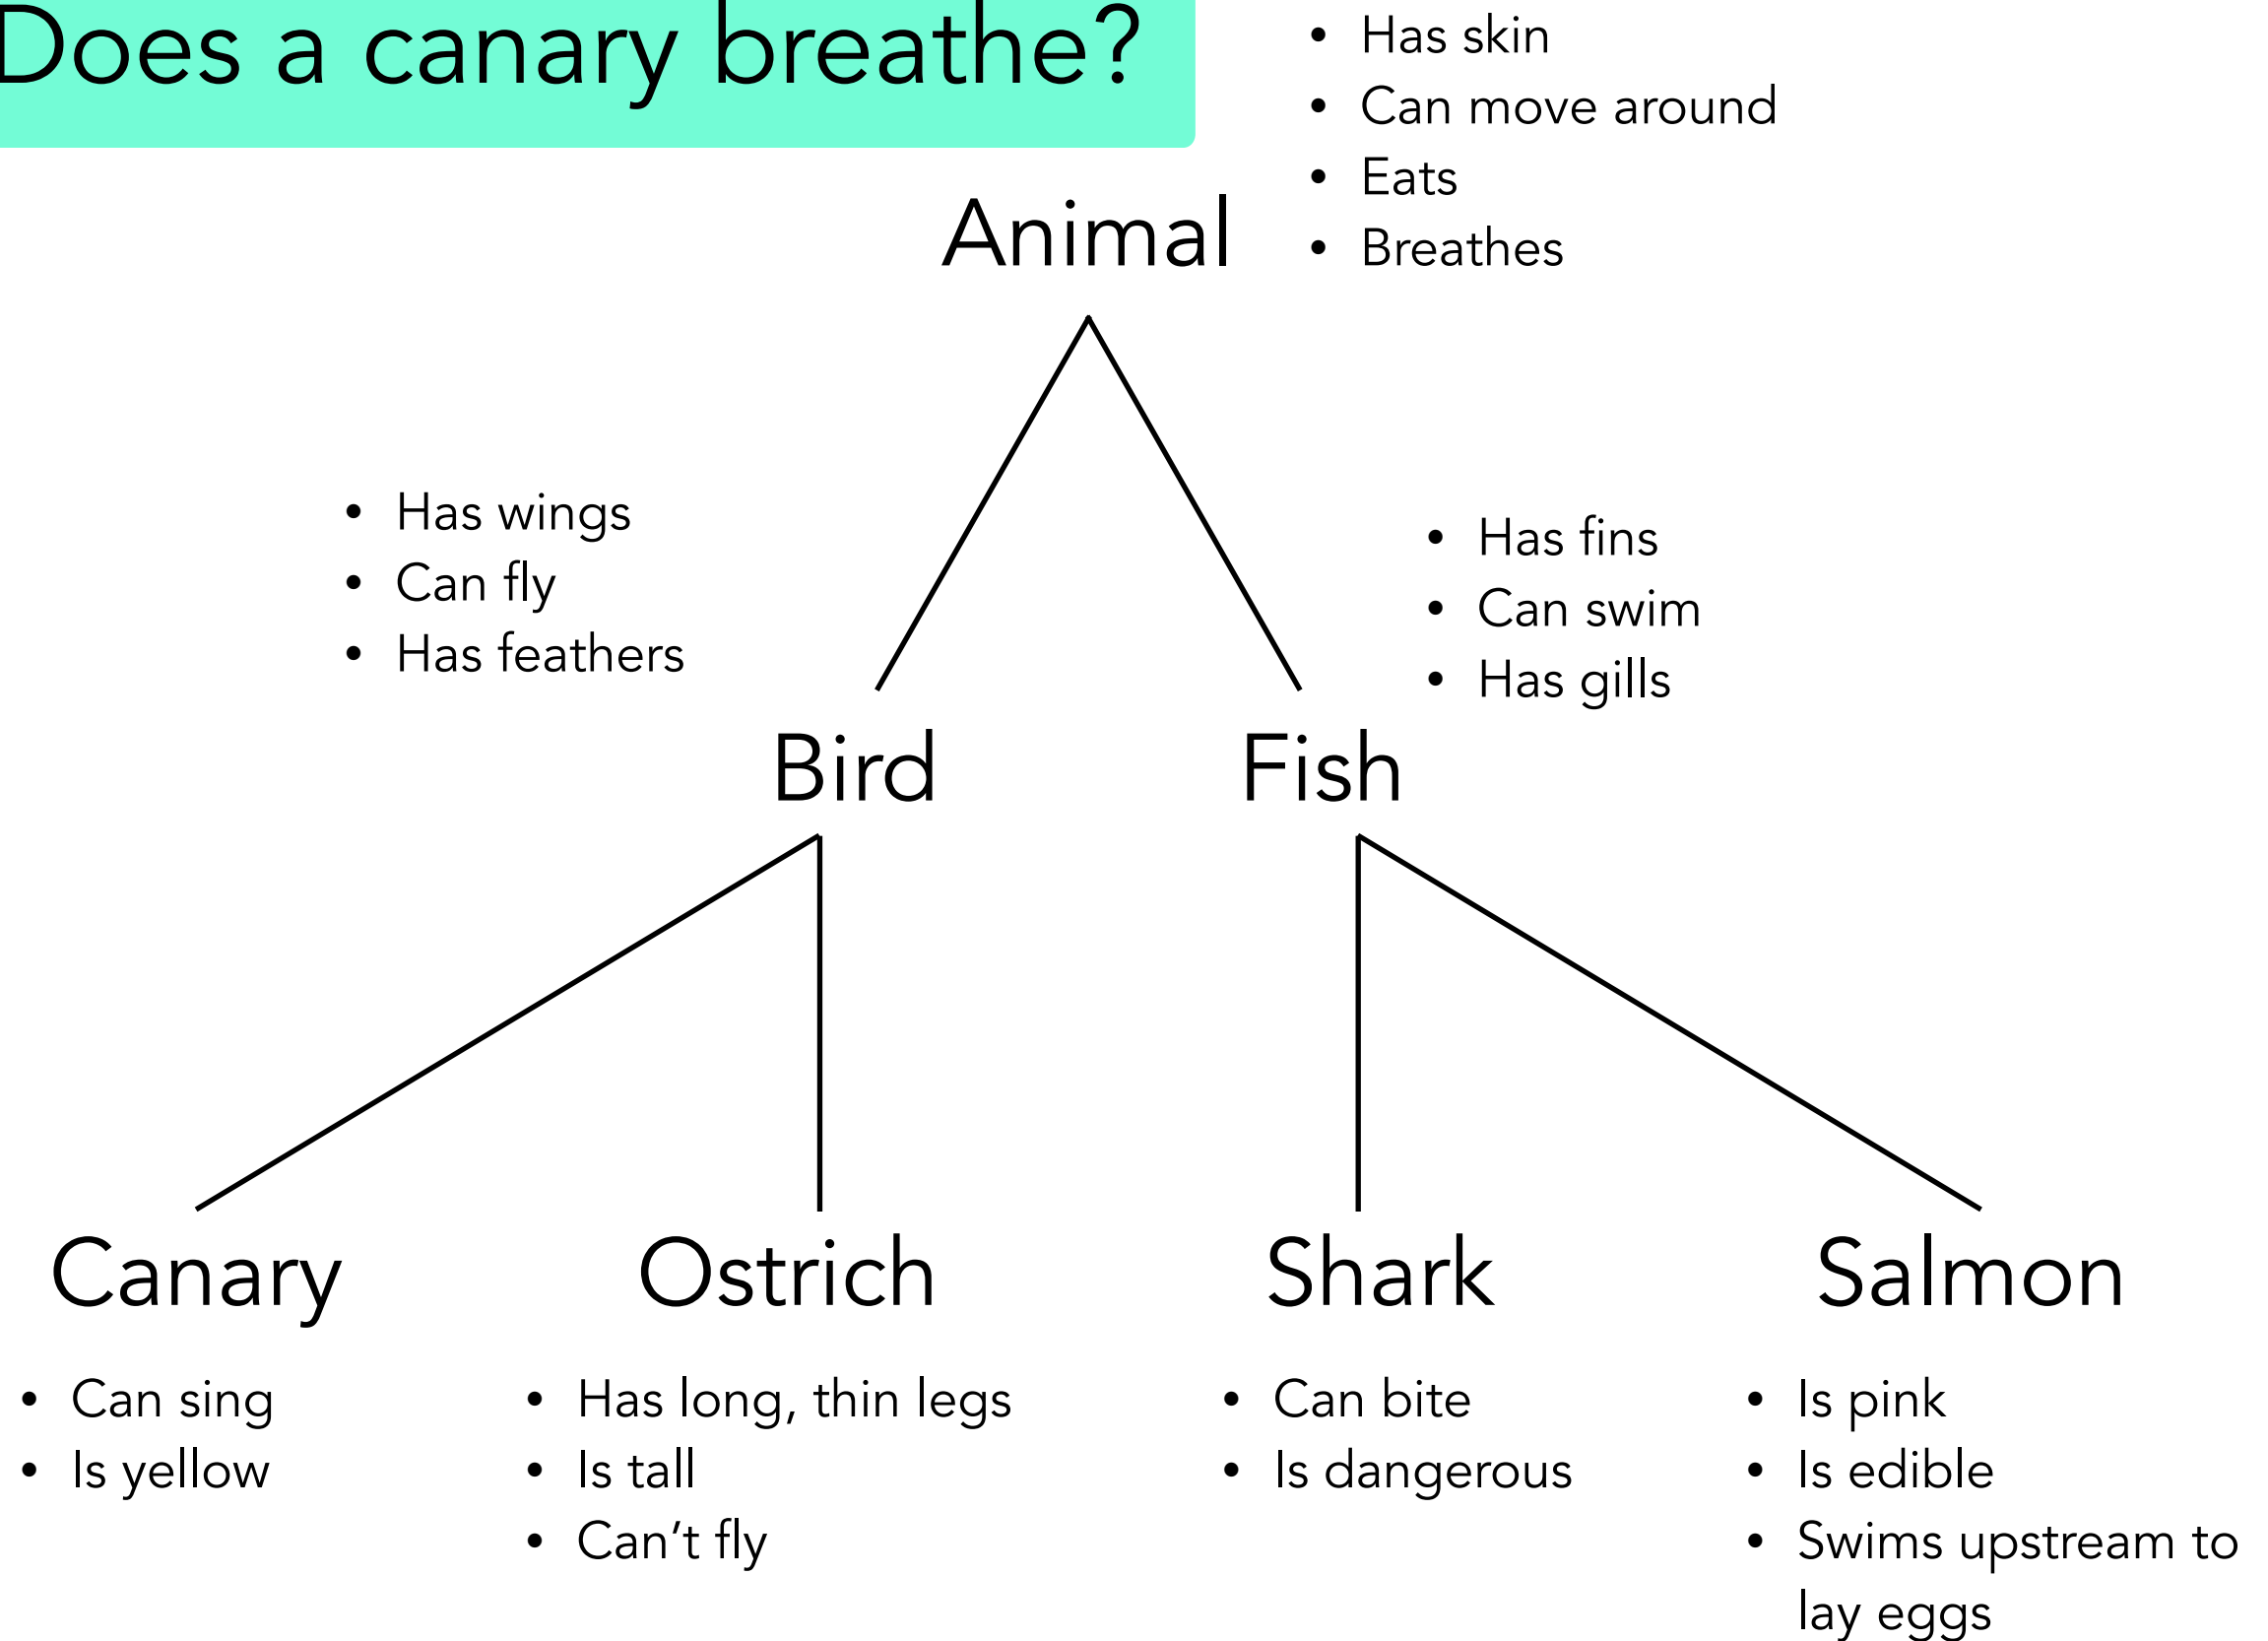 Does a canary breathe?
• Has skin
• Can move around
• Eats
• Breathes
Animal
• Has wings
• Can fly
• Has feathers
• Has fins
• Can swim
• Has gills
Bird
Fish
Canary
• Can sing
• Is yellow
Ostrich
• Has long, thin legs
• Is tall
• Can’t fly
Shark
• Can bite
• Is dangerous
Salmon
• Is pink
• Is edible
• Swims upstream to
lay eggs